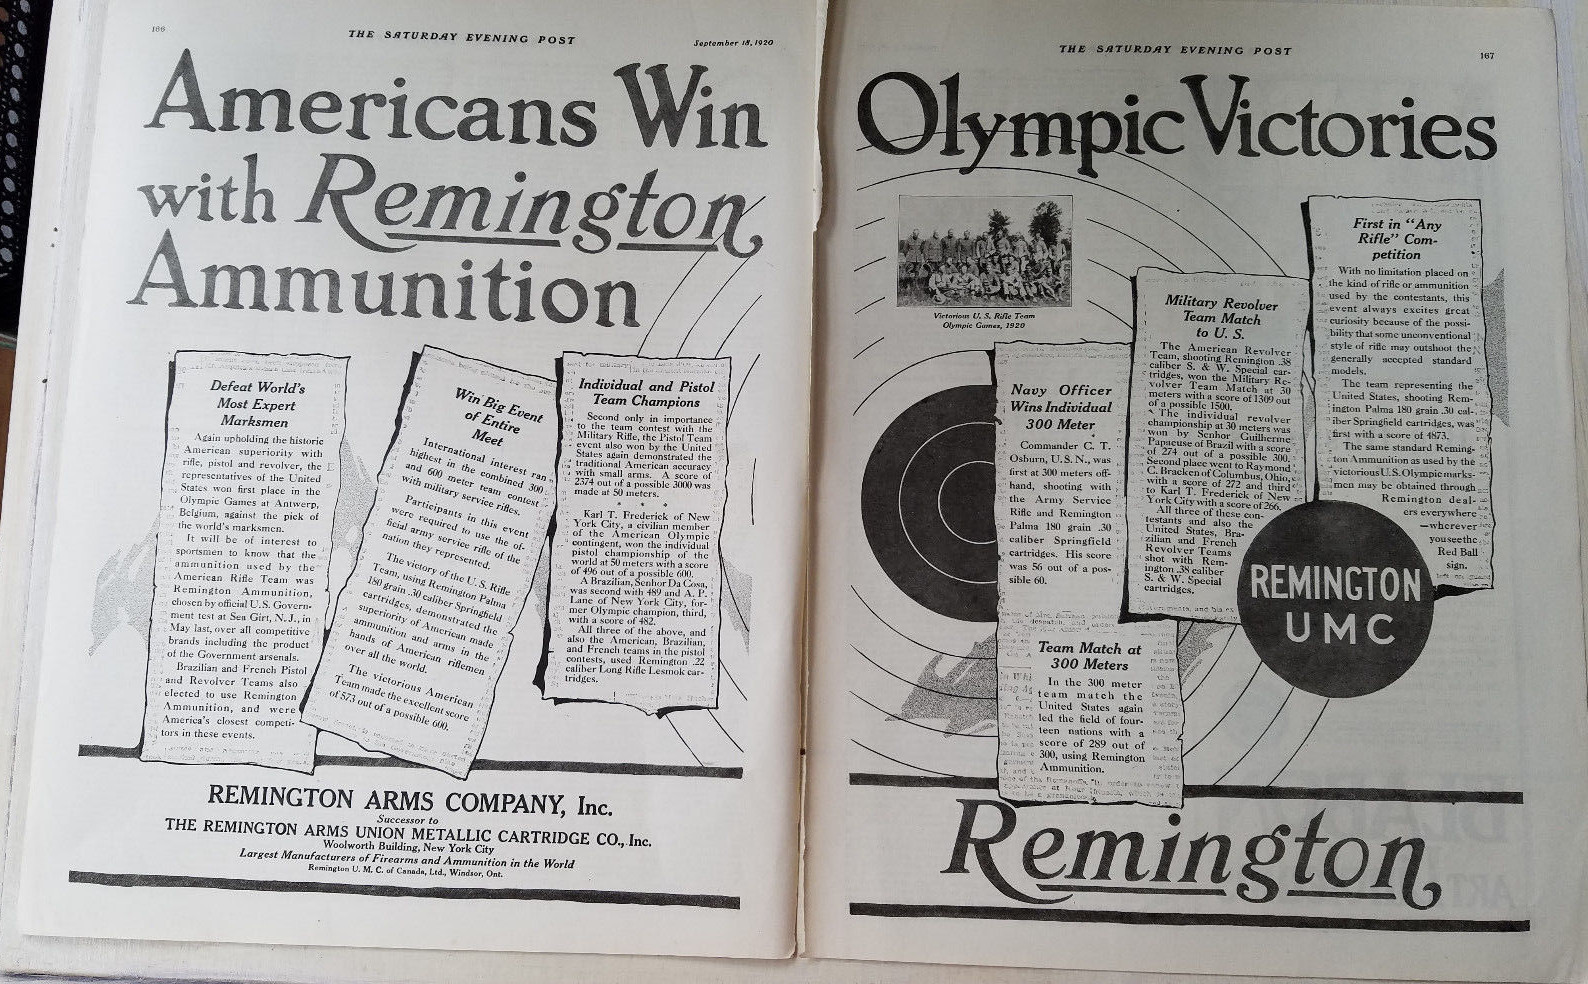 166
THE SATURDAY EVENING POST
September 18, 1920
Americans Win
with Remington
Ammunition
Defeat World's
Most Expert
Marksmen
Again upholding the historic
American superiority with
rifle, pistol and revolver, the
representatives of the United
States won first place in the
Olympic Games at Antwerp,
Belgium, against the pick of
the world's marksmen.
It will be of interest to
sportsmen to know that the
ammunition used by the
American Rifle Team was
Remington Ammunition,
chosen by official U.S. Govern-
ment test at Sea Girt, N.J., in
May last, over all competitive
brands including the product
of the Government arsenals.
Brazilian and French Pistol
and Revolver Teams also
elected to use Remington
Ammunition, and were
America's closest competi-
tors in these events.
Win Big Event
of Entire
Meet
International interest ran
highest in the combined 300
and 600 meter team contest
with military service rifles.
Participants in this event
were required to use the of-
ficial army service rifle of the
nation they represented.
The victory of the U.S. Rifle
Team, using Remington Palma
180 grain .30 caliber Springfield
cartridges, demonstrated the
superiority of American made
ammunition and arms in the
hands of American riflemen
over all the world.
The victorious American
Team made the excellent score
of 573 out of a possible 600.
Individual and Pistol
Team Champions
Second only in importance
to the team contest with the
Military Rifle, the Pistol Team
event also won by the United
States again demonstrated the
traditional American accuracy
with small arms. A score of
2374 out of a possible 3000 was
made at 50 meters.
* * *
Karl T. Frederick of New
York City, a civilian member
of the American Olympic
contingent, won the individual
pistol championship of the
world at 50 meters with a score
of 496 out of a possible 600.
A Brazilian, Senhor Da Cosa,
was second with 489 and A. P.
Lane of New York City, for-
mer Olympic champion, third,
with a score of 482.
All three of the above, and
also the American, Brazilian,
and French teams in the pistol
contests, used Remington .22
caliber Long Rifle Lesmok car-
tridges.
REMINGTON ARMS COMPANY, Inc.
Successor to
THE REMINGTON ARMS UNION METALLIC CARTRIDGE CO., Inc.
Woolworth Building, New York City
Largest Manufacturers of Firearms and Ammunition in the World
Remington U. M. C. of Canada, Ltd., Windsor, Ont.
THE SATURDAY EVENING POST
167
Olympic Victories
Victorious U. S. Rifle Team
Olympic Games, 1920
Navy Officer
Wins Individual
300 Meter
Commander C. T.
Osburn, U.S.N., was
first at 300 meters off-
hand, shooting with
the Army Service
Rifle and Remington
Palma 180 grain .30
caliber Springfield
cartridges. His score
was 56 out of a pos-
sible 60.
Team Match at
300 Meters
In the 300 meter
team match the
United States again
led the field of four-
teen nations with a
score of 289 out of
300, using Remington
Ammunition.
Military Revolver
Team Match
to U. S.
The American Revolver
Team, shooting Remington .38
caliber S. & W. Special car-
tridges, won the Military Re-
volver Team Match at 30
meters with a score of 1309 out
of a possible 1500.
The individual revolver
championship at 30 meters was
won by Senhor Guilherme
Papacuse of Brazil with a score
of 274 out of a possible 300.
Second place went to Raymond
C. Bracken of Columbus, Ohio,
with a score of 272 and third
to Karl T. Frederick of New
York City with a score of 266.
All three of these con-
testants and also the
United States, Bra-
zilian and French
Revolver Teams
shot with Rem-
ington .38 caliber
S. & W. Special
cartridges.
First in "Any
Rifle" Com-
petition
With no limitation placed on
the kind of rifle or ammunition
used by the contestants, this
event always excites great
curiosity because of the possi-
bility that some unconventional
style of rifle may outshoot the
generally accepted standard
models.
The team representing the
United States, shooting Rem-
ington Palma 180 grain .30 cal-
iber Springfield cartridges, was
first with a score of 4873.
The same standard Reming-
ton Ammunition as used by the
victorious U.S. Olympic marks-
men may be obtained through
Remington deal-
ers everywhere
—wherever
you see the
Red Ball
sign.
REMINGTON
UMC
Remington